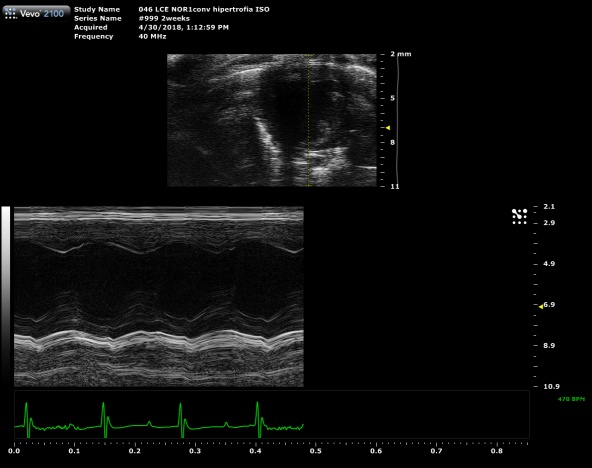 Vevo 2100
Study Name 046 LCE NOR1conv hipertrofia ISO
Series Name #999 2weeks
Acquired 4/30/2018, 1:12:59 PM
Frequency 40 MHz
2 mm
5
8
11
2.1
2.9
4.9
6.9
8.9
10.9
470 BPM
0.0 0.1 0.2 0.3 0.4 0.5 0.6 0.7 0.8